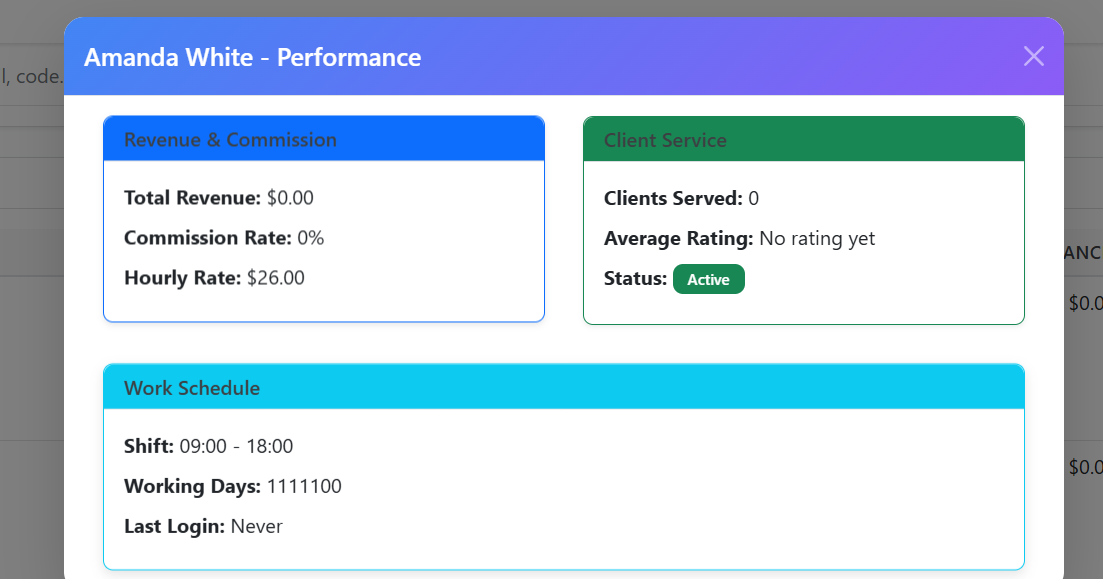 Amanda White - Performance
l, code.
Revenue & Commission
Total Revenue: $0.00
Commission Rate: 0%
Hourly Rate: $26.00
Client Service
Clients Served: 0
Average Rating: No rating yet
Status: Active
ANC
$0.0
Work Schedule
Shift: 09:00 - 18:00
Working Days: 1111100
Last Login: Never
$0.0